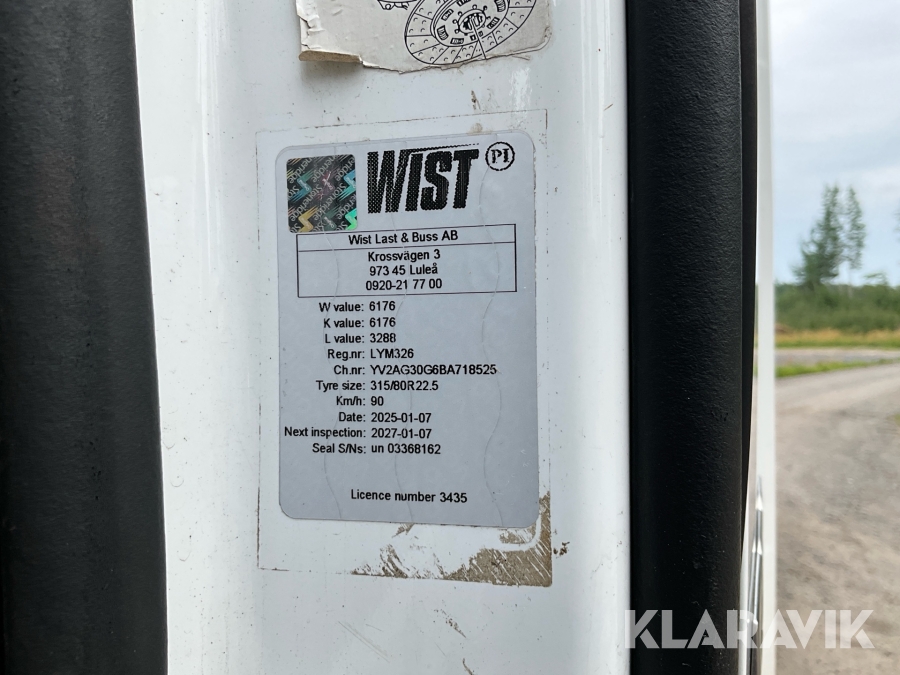 WIST PI
Wist Last & Buss AB
Krossvägen 3
973 45 Luleå
0920-21 77 00
W value: 6176
K value: 6176
L value: 3288
Reg.nr: LYM326
Ch.nr: YV2AG30G6BA718525
Tyre size: 315/80R22.5
Km/h: 90
Date: 2025-01-07
Next inspection: 2027-01-07
Seal S/Ns: un 03368162
Licence number 3435
KLARAVIK